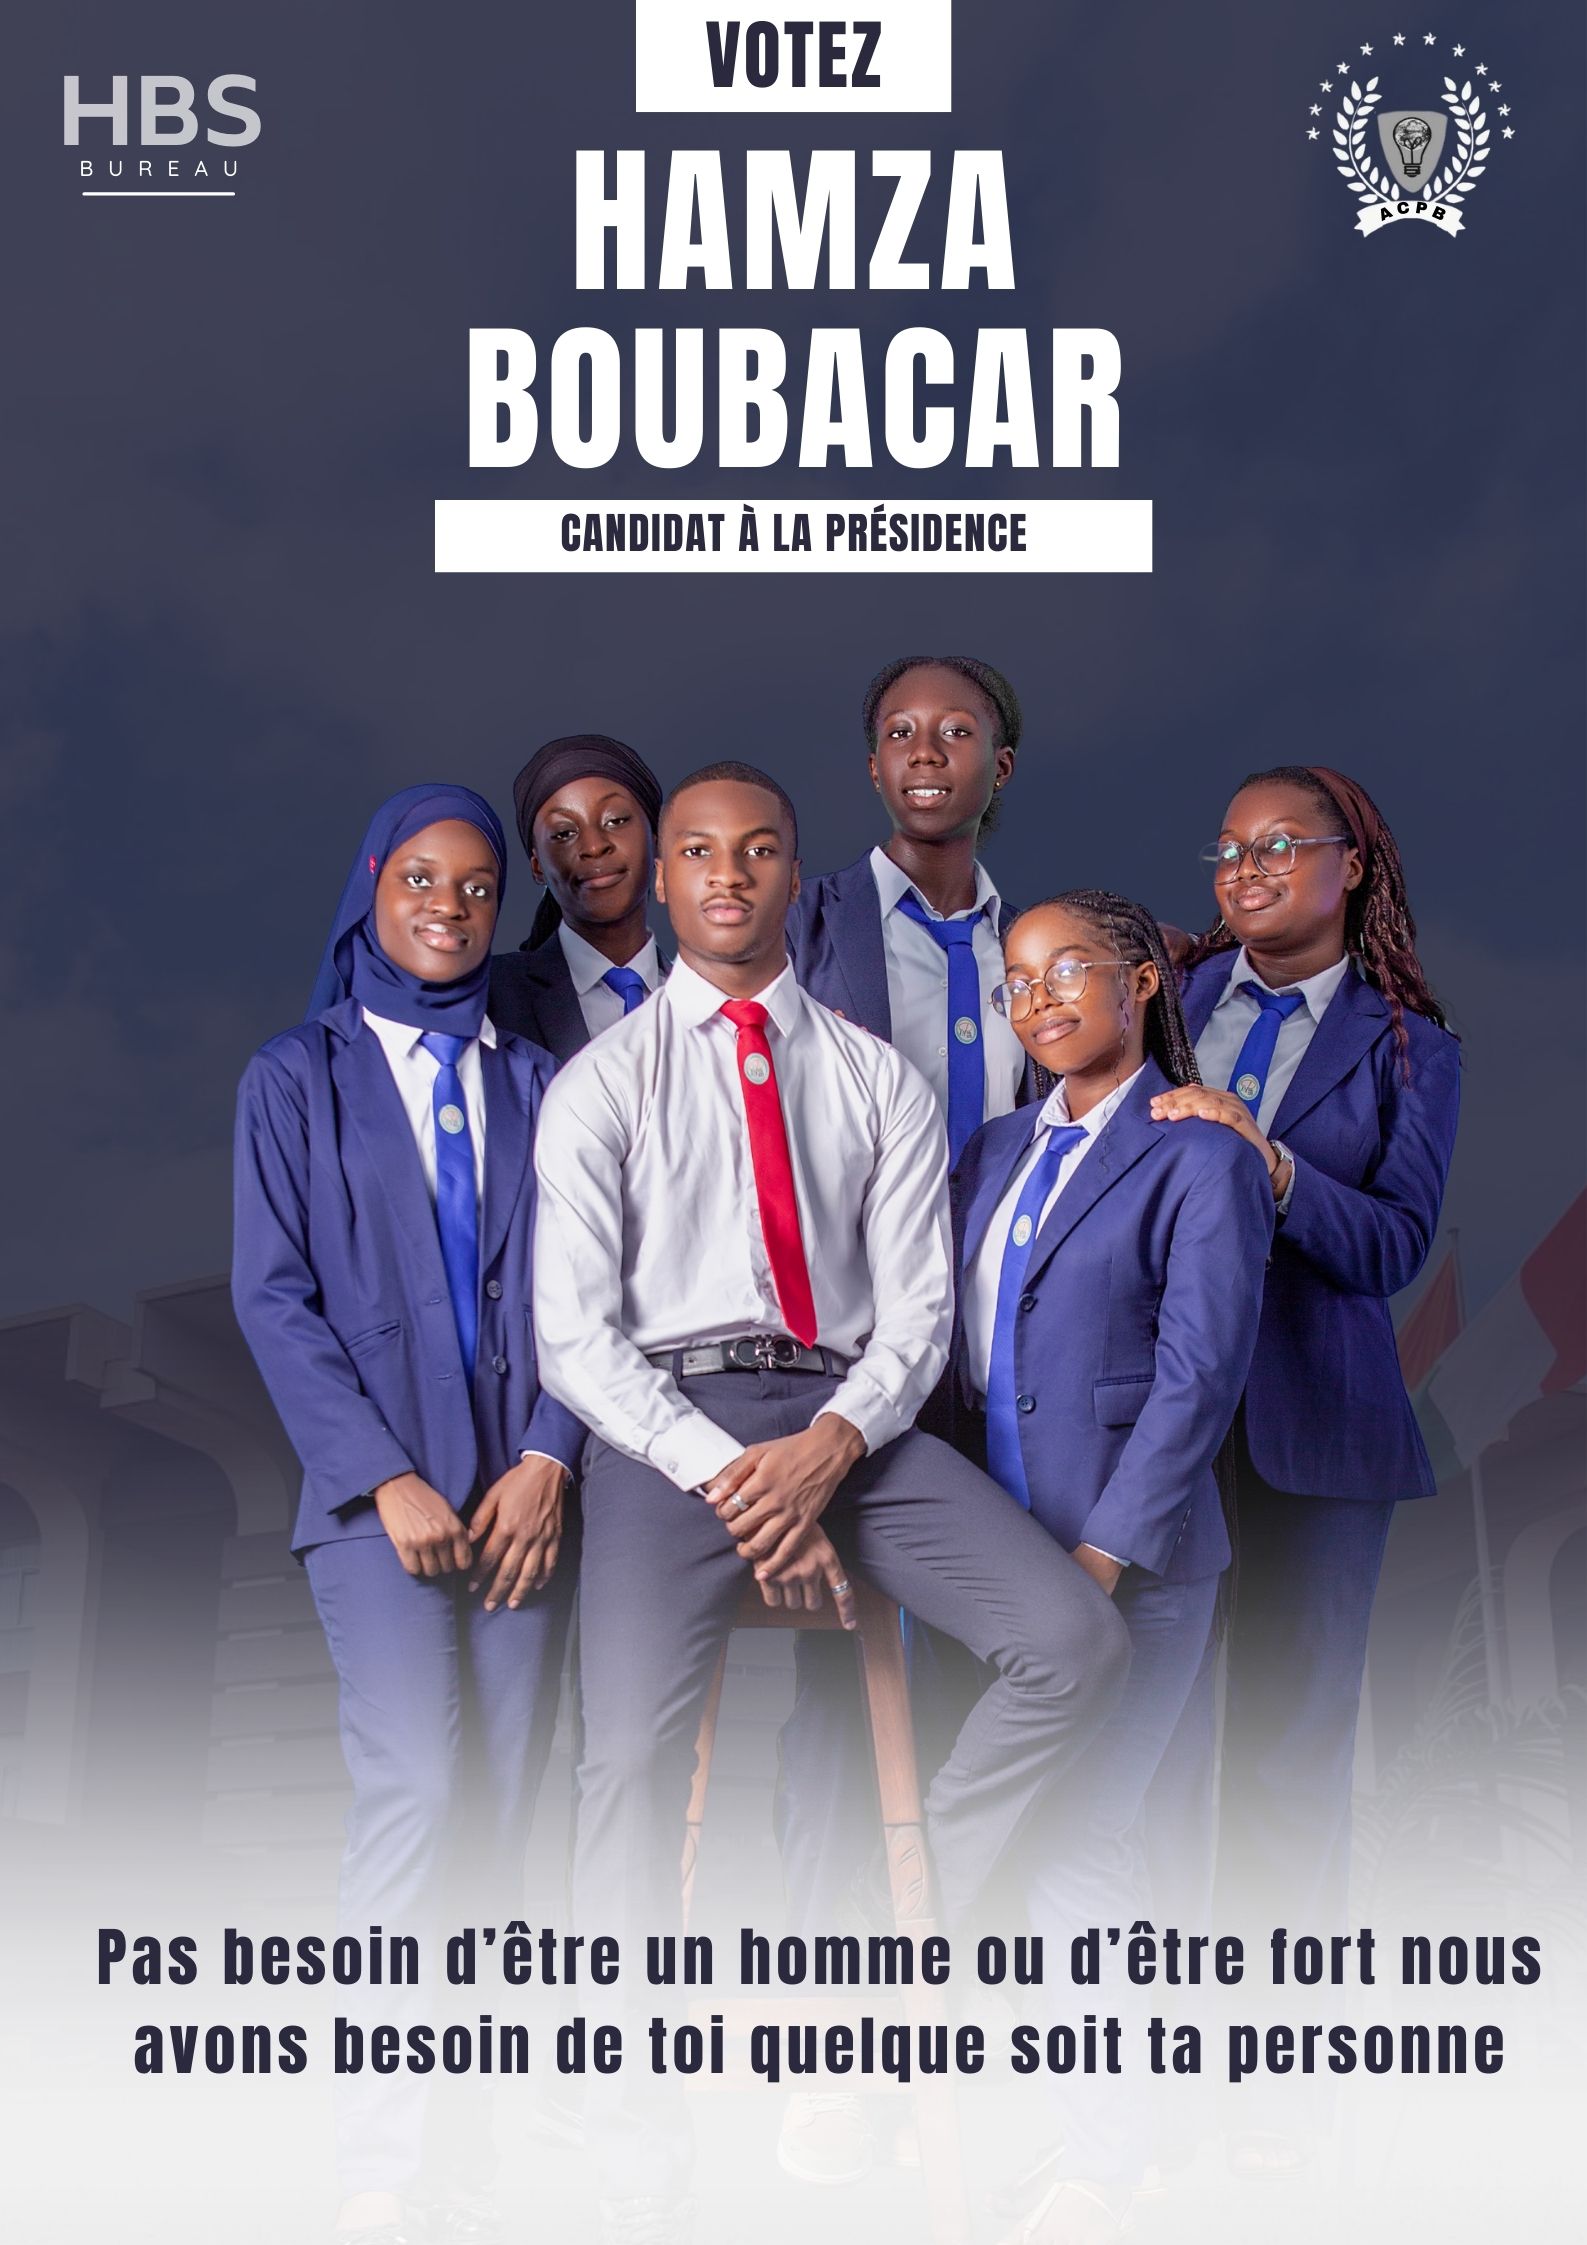 VOTEZ
HBS
BUREAU
ACPB
HAMZA
BOUBACAR
CANDIDAT À LA PRÉSIDENCE
Pas besoin d’être un homme ou d’être fort nous
avons besoin de toi quelque soit ta personne